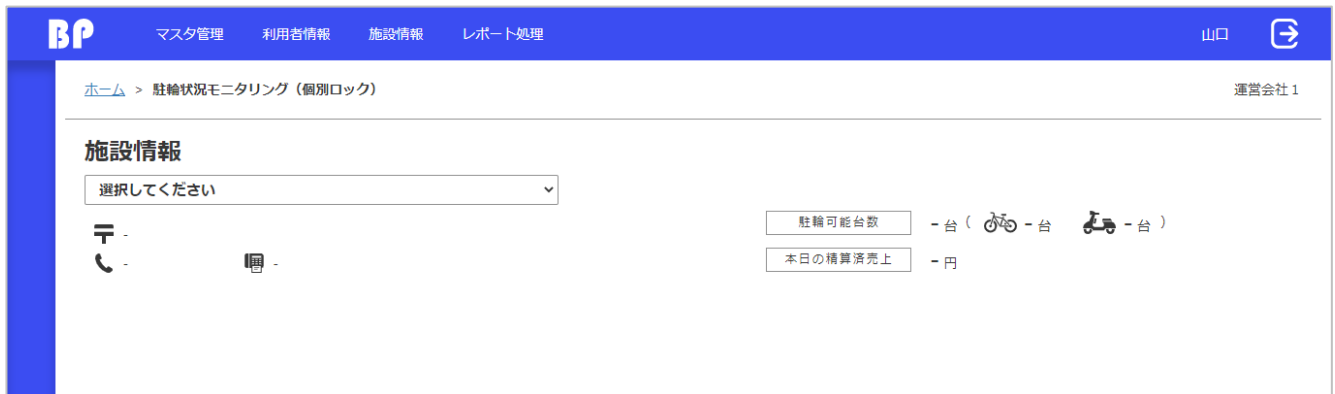 BP マスタ管理 利用者情報 施設情報 レポート処理 山口
ホーム > 駐輪状況モニタリング（個別ロック） 運営会社1
施設情報
選択してください
〒 - 駐輪可能台数 - 台 ( - 台 - 台 )
- - 本日の精算済売上 - 円